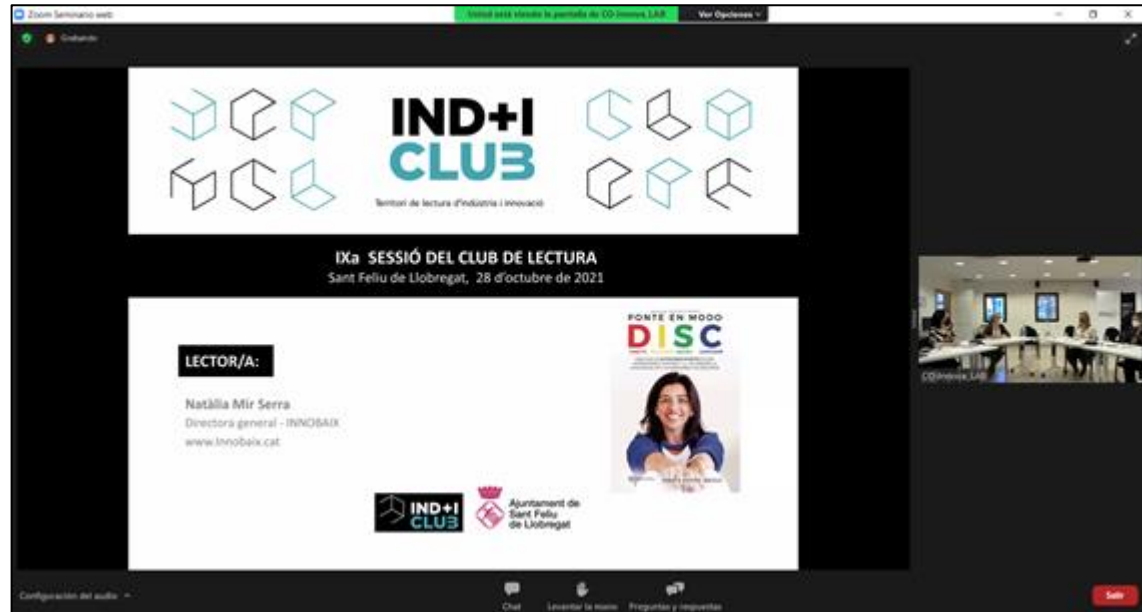 Zoom Seminario web
Usted está viendo la pantalla de CO-Innova_LAB
Ver Opciones
Grabando
IND+I
CLUB
Territori de lectura d'indústria i innovació
IXa SESSIÓ DEL CLUB DE LECTURA
Sant Feliu de Llobregat, 28 d'octubre de 2021
LECTOR/A:
Natàlia Mir Serra
Directora general - INNOBAIX
www.innobaix.cat
PONTE EN MODO
DISC
IND+I
CLUB
Ajuntament de
Sant Feliu
de Llobregat
COInnova_LAB
Configuración del audio
Chat
Levantar la mano
Preguntas y respuestas
Salir